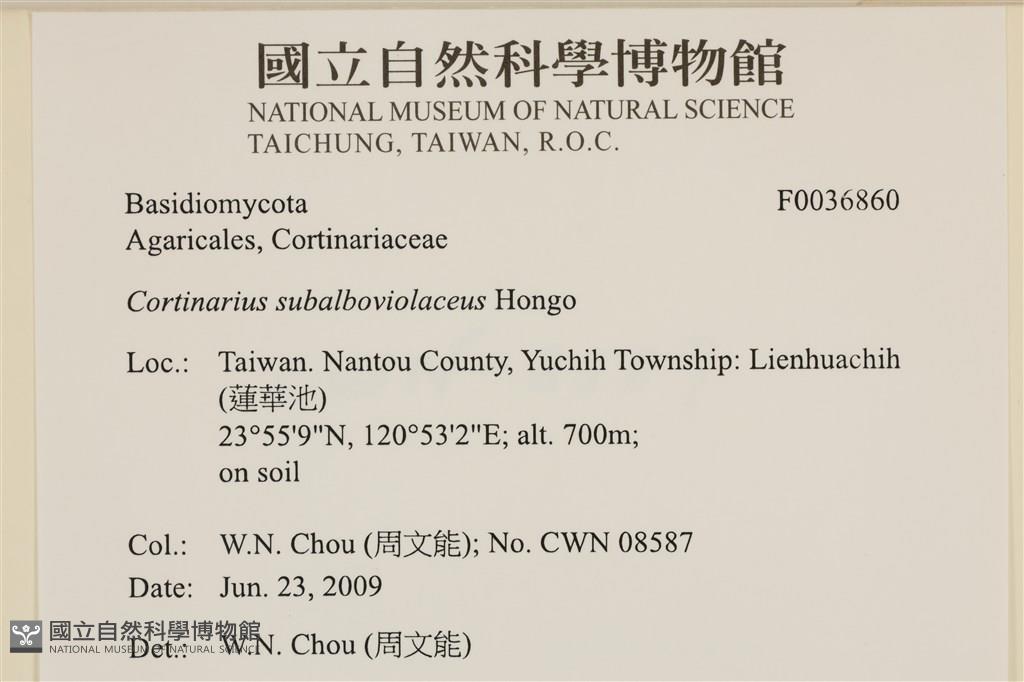 國立自然科學博物館
NATIONAL MUSEUM OF NATURAL SCIENCE
TAICHUNG, TAIWAN, R.O.C.
Basidiomycota F0036860
Agaricales, Cortinariaceae
Cortinarius subalboviolaceus Hongo
Loc.: Taiwan. Nantou County, Yuchih Township: Lienhuachih
(蓮華池)
23°55'9"N, 120°53'2"E; alt. 700m;
on soil
Col.: W.N. Chou (周文能); No. CWN 08587
Date: Jun. 23, 2009
Det.: W.N. Chou (周文能)
國立自然科學博物館
NATIONAL MUSEUM OF NATURAL SCIENCE